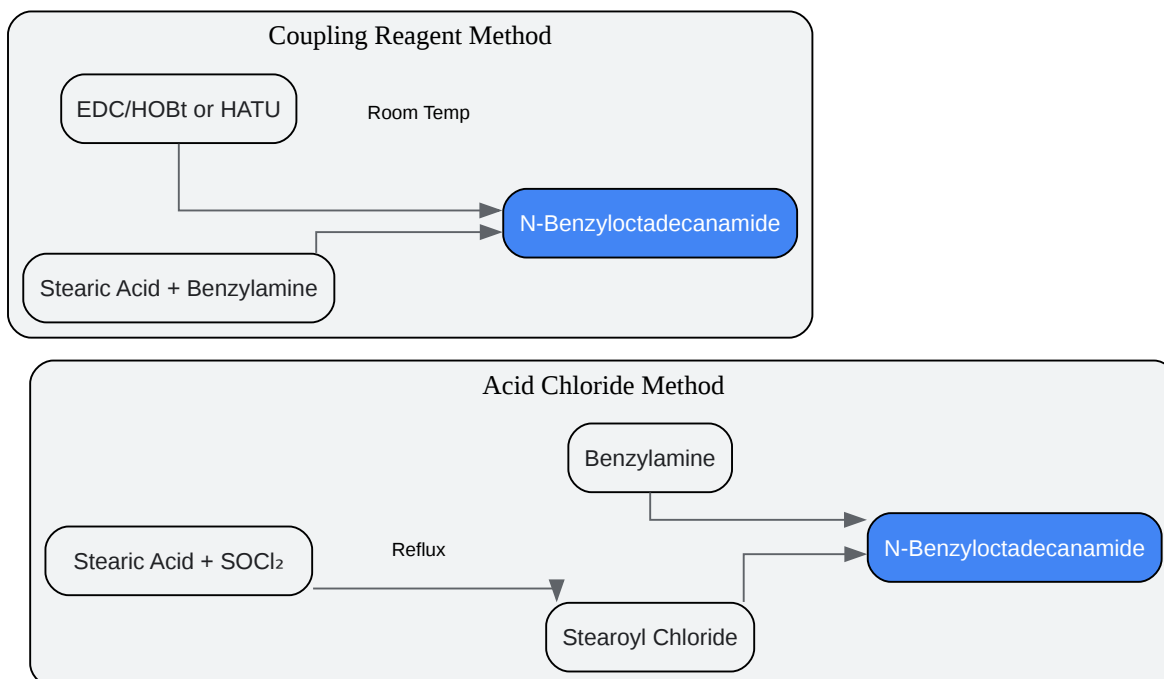 Coupling Reagent Method
EDC/HOBt or HATU
Room Temp
N-Benzyloctadecanamide
Stearic Acid + Benzylamine
Acid Chloride Method
Benzylamine
Stearic Acid + SOCl₂
Reflux
N-Benzyloctadecanamide
Stearoyl Chloride